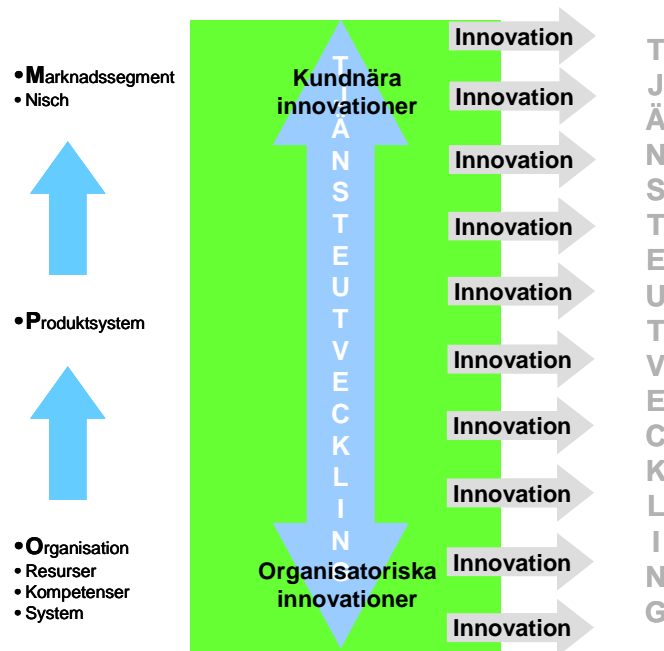 • Marknadssegment
• Nisch
• Produktsystem
• Organisation
• Resurser
• Kompetenser
• System
Kundnära
innovationer
TJÄNSTEUTVECKLING
Organisatoriska
innovationer
Innovation
Innovation
Innovation
Innovation
Innovation
Innovation
Innovation
Innovation
Innovation
Innovation
TJÄNSTEUTVECKLING